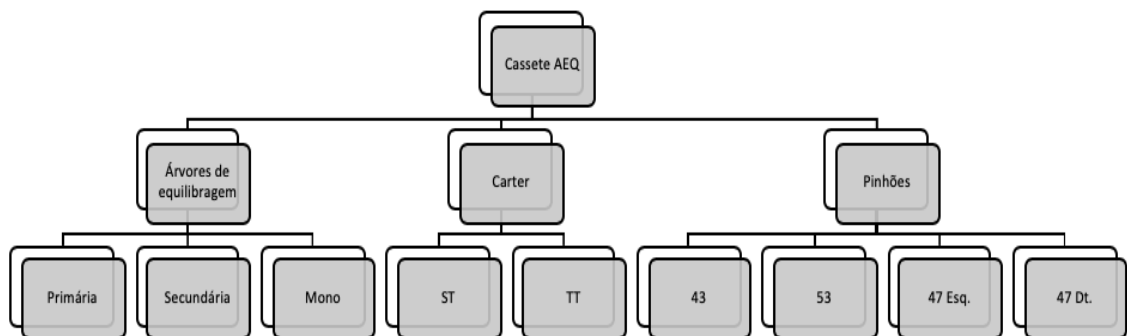 Cassete AEQ
Árvores de
equilibragem
Carter
Pinhões
Primária
Secundária
Mono
ST
TT
43
53
47 Esq.
47 Dt.